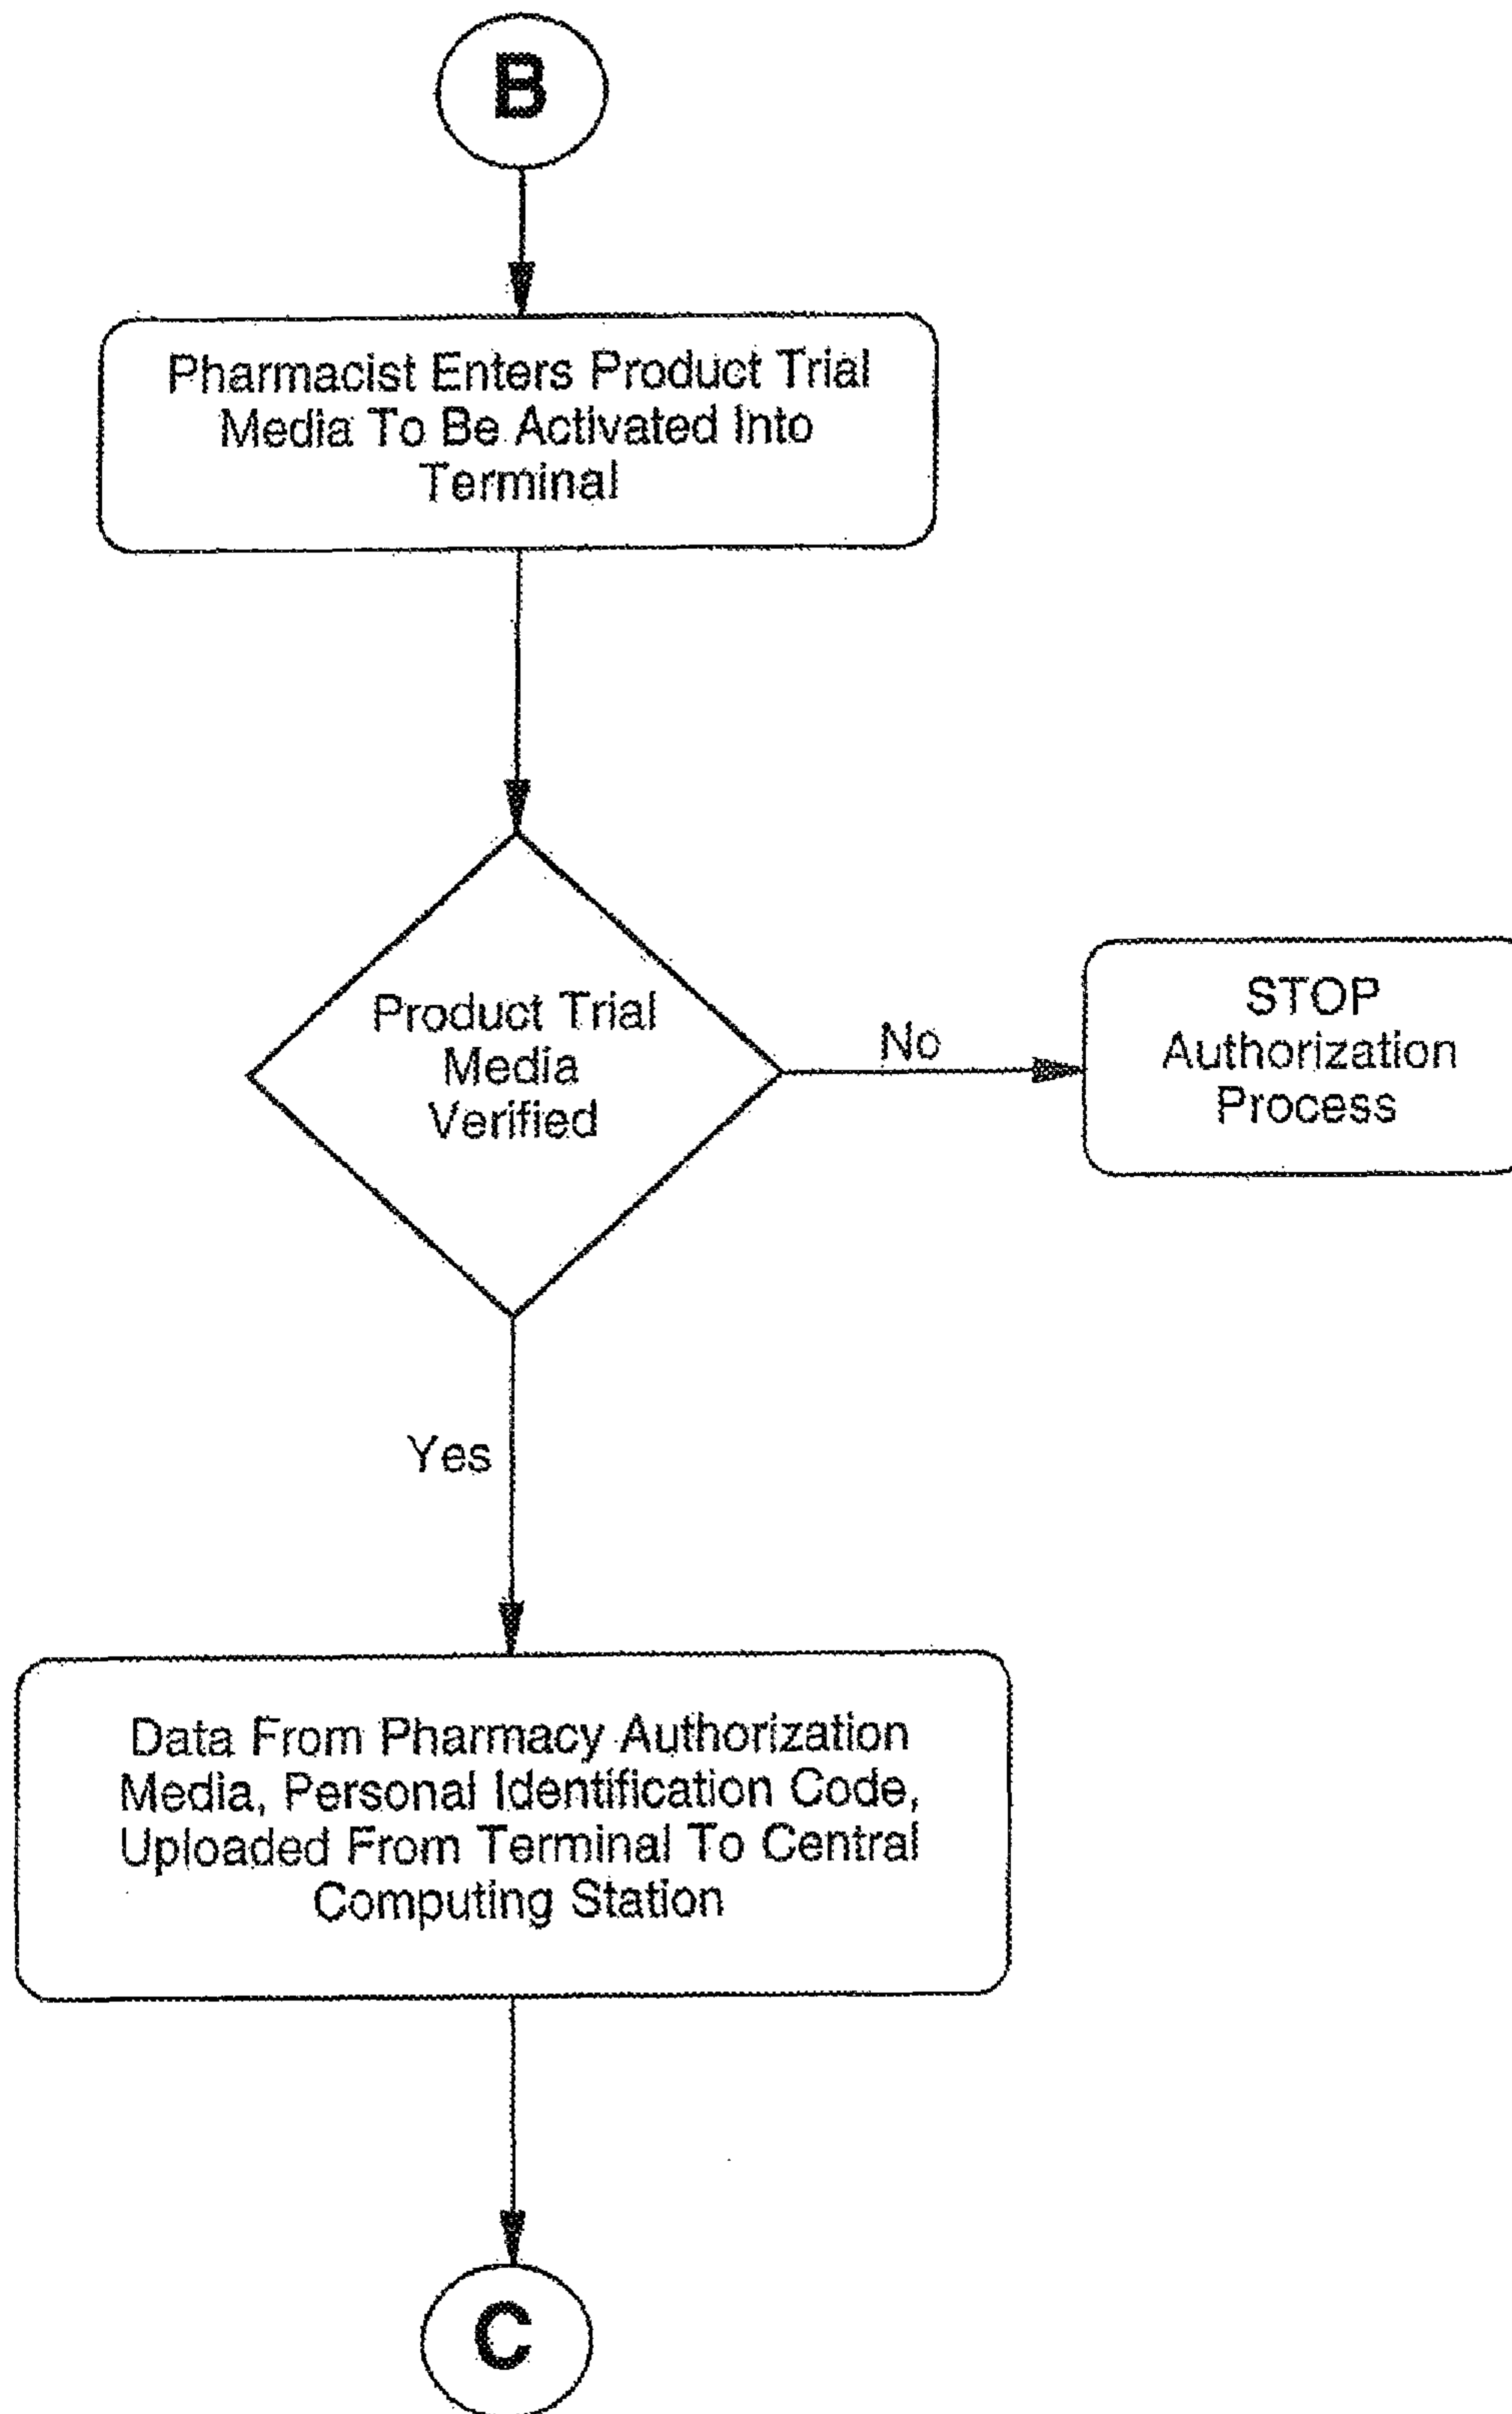 B
Pharmacist Enters Product Trial
Media To Be Activated Into
Terminal
Product Trial
Media
Verified
No
STOP
Authorization
Process
Yes
Data From Pharmacy Authorization
Media, Personal Identification Code,
Uploaded From Terminal To Central
Computing Station
C